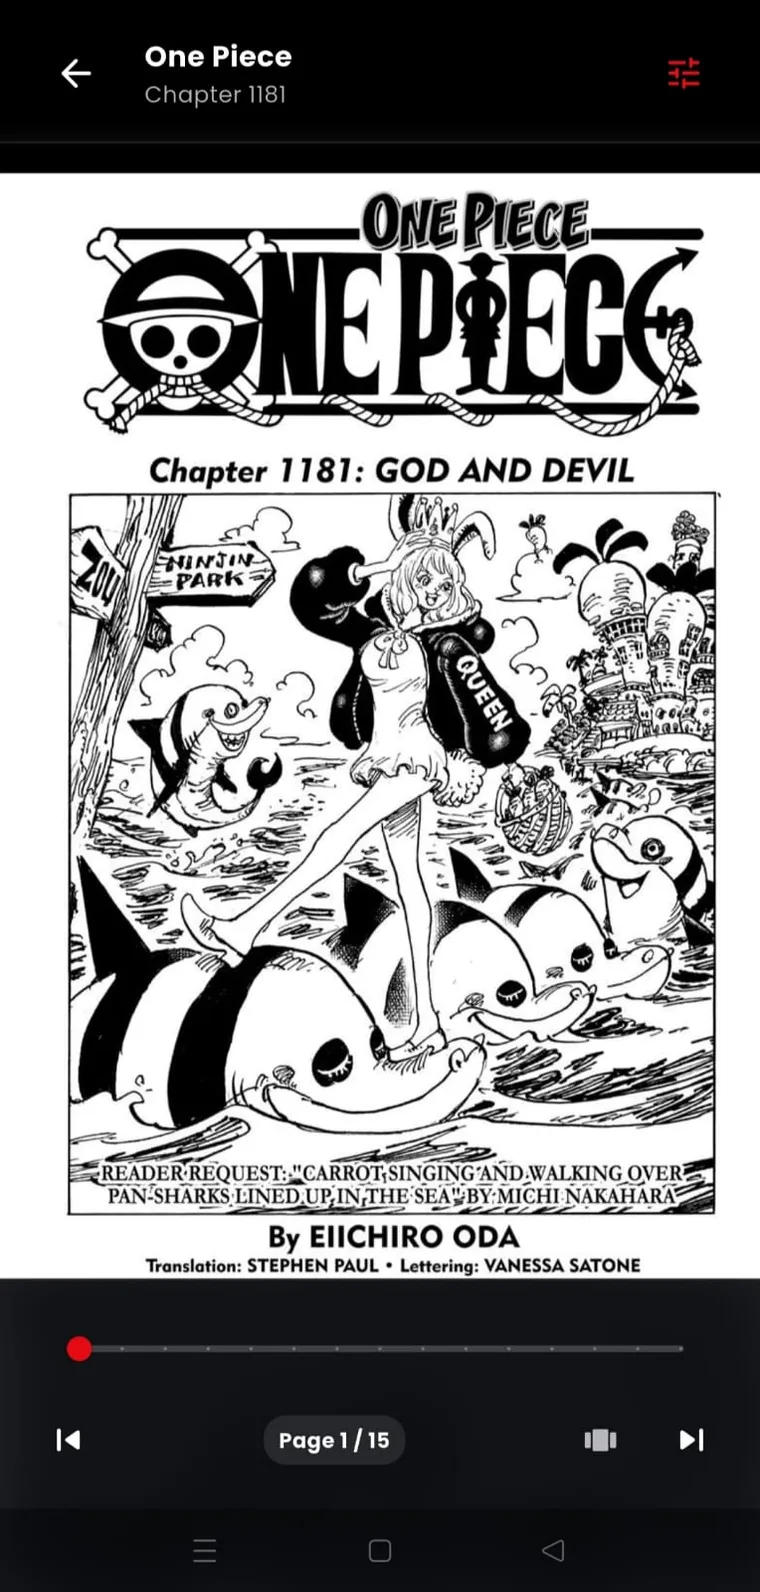 One Piece
Chapter 1181
ONE PIECE
ONE PIECE
Chapter 1181: GOD AND DEVIL
ZOU
NINJIN
PARK
QUEEN
READER REQUEST: "CARROT SINGING AND WALKING OVER
PAN-SHARKS LINED UP IN THE SEA" BY MICHI NAKAHARA
By EIICHIRO ODA
Translation: STEPHEN PAUL • Lettering: VANESSA SATONE
Page 1 / 15